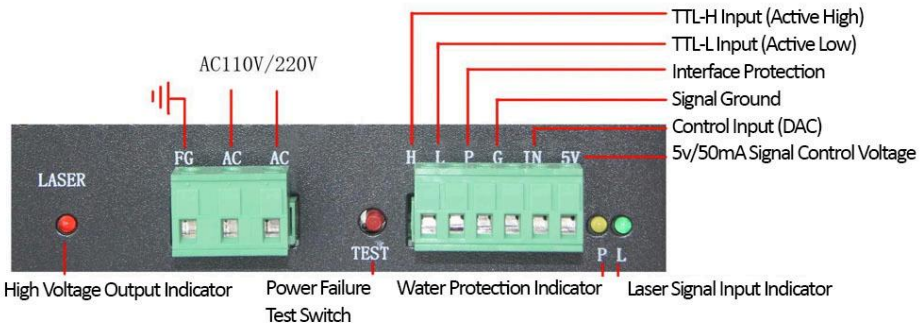 TTL-H Input (Active High)
TTL-L Input (Active Low)
Interface Protection
Signal Ground
Control Input (DAC)
5v/50mA Signal Control Voltage
AC110V/220V
FG AC AC
H L P G IN 5V
LASER
TEST
P L
High Voltage Output Indicator
Power Failure
Test Switch
Water Protection Indicator
Laser Signal Input Indicator